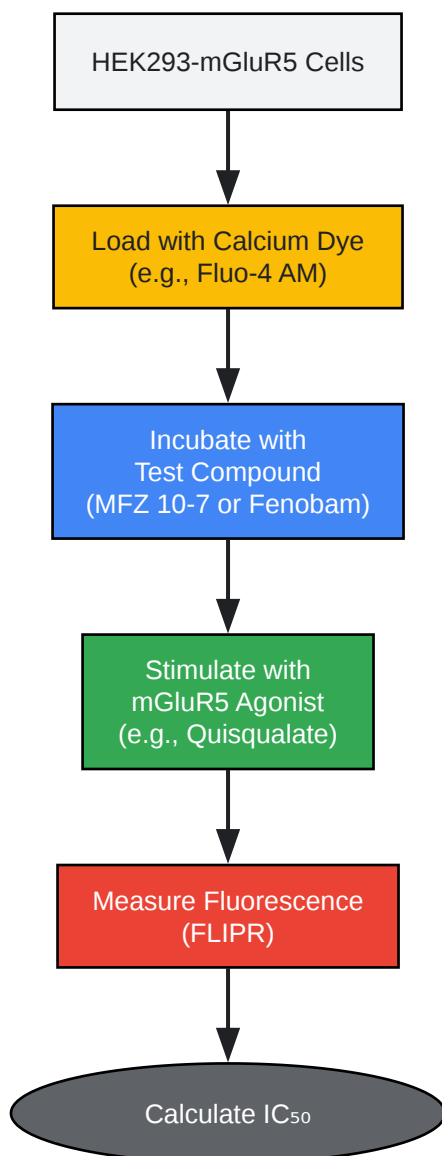 HEK293-mGluR5 Cells
Load with Calcium Dye
(e.g., Fluo-4 AM)
Incubate with
Test Compound
(MFZ 10-7 or Fenobam)
Stimulate with
mGluR5 Agonist
(e.g., Quisqualate)
Measure Fluorescence
(FLIPR)
Calculate IC₅₀